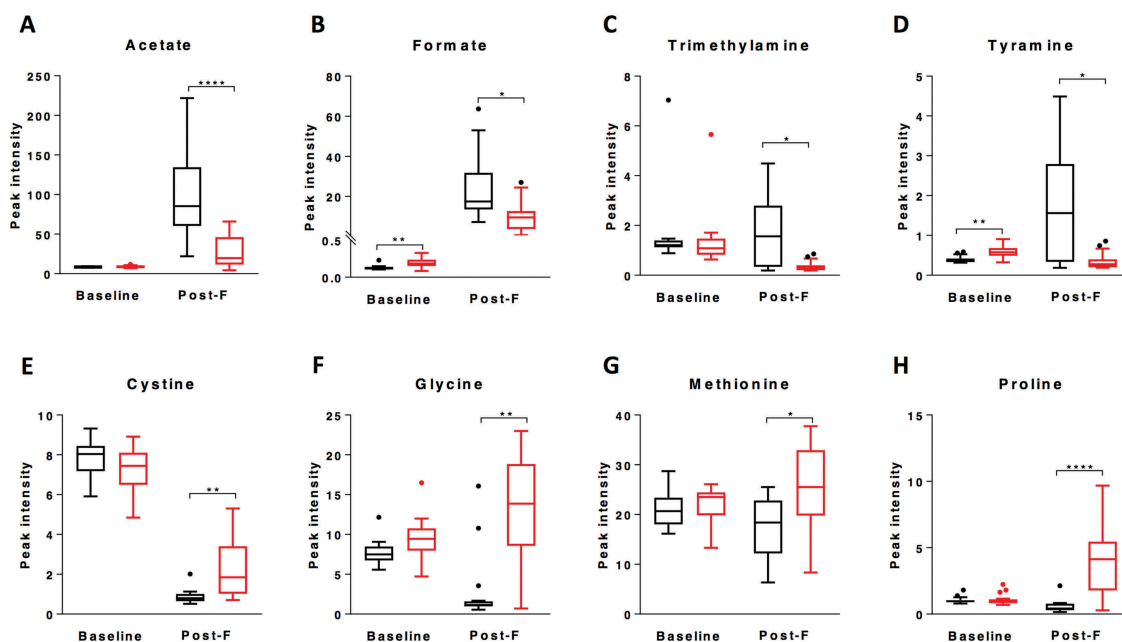 A
Acetate
Peak intensity
250
200
150
100
50
0
****
Baseline
Post-F
B
Formate
Peak intensity
80
60
40
20
0.5
0.0
**
*
Baseline
Post-F
C
Trimethylamine
Peak intensity
8
6
4
2
0
*
Baseline
Post-F
D
Tyramine
Peak intensity
5
4
3
2
1
0
**
*
Baseline
Post-F
E
Cystine
Peak intensity
10
8
6
4
2
0
**
Baseline
Post-F
F
Glycine
Peak intensity
25
20
15
10
5
0
**
Baseline
Post-F
G
Methionine
Peak intensity
40
30
20
10
0
*
Baseline
Post-F
H
Proline
Peak intensity
15
10
5
0
****
Baseline
Post-F